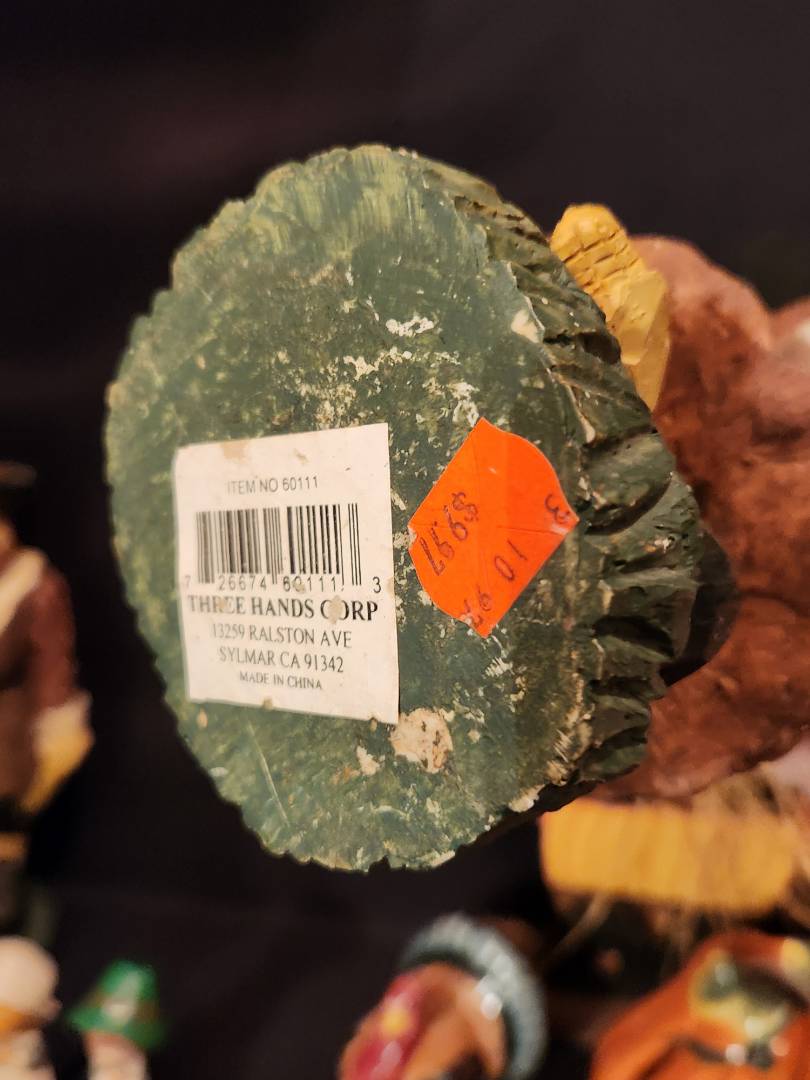 ITEM NO 60111
7 26674 60111 3
THREE HANDS CORP
13259 RALSTON AVE
SYLMAR CA 91342
MADE IN CHINA
3
10 97
$997